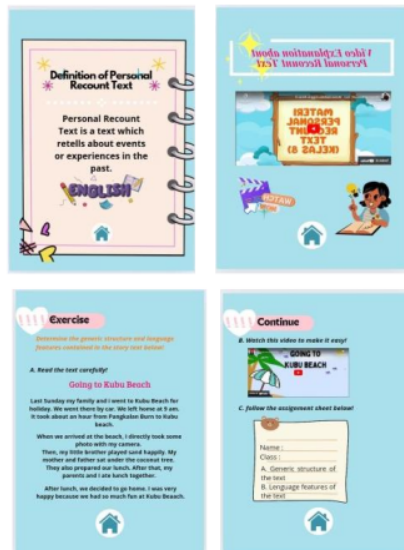 Definition of Personal
Recount Text
Personal Recount
Text is a text which
retells about events
or experiences in the
past.
ENGLISH
Video Explanation about
Personal Recount Text
MATERI
PERSONAL
RECOUNT
TEXT
(KELAS 8)
WATCH
Exercise
Determine the generic structure and language
features contained in the story text below!
A. Read the text carefully!
Going to Kubu Beach
Last Sunday my family and I went to Kubu Beach for
holiday. We went there by car. We left home at 9 am.
It took about an hour from Pangkalan Bunn to Kubu
beach.
When we arrived at the beach, I directly took some
photo with my camera.
Then, my little brother played sand happily. My
mother and father sat under the coconut tree.
They also prepared our lunch. After that, my
parents and I ate lunch together.
After lunch, we decided to go home. I was very
happy because we had so much fun at Kubu Beaach.
Continue
B. Watch this video to make it easy!
GOING TO
KUBU BEACH
C. Follow the assignment sheet below!
Name :
Class :
A. Generic structure of
the text
B. Lenguage features of
the text